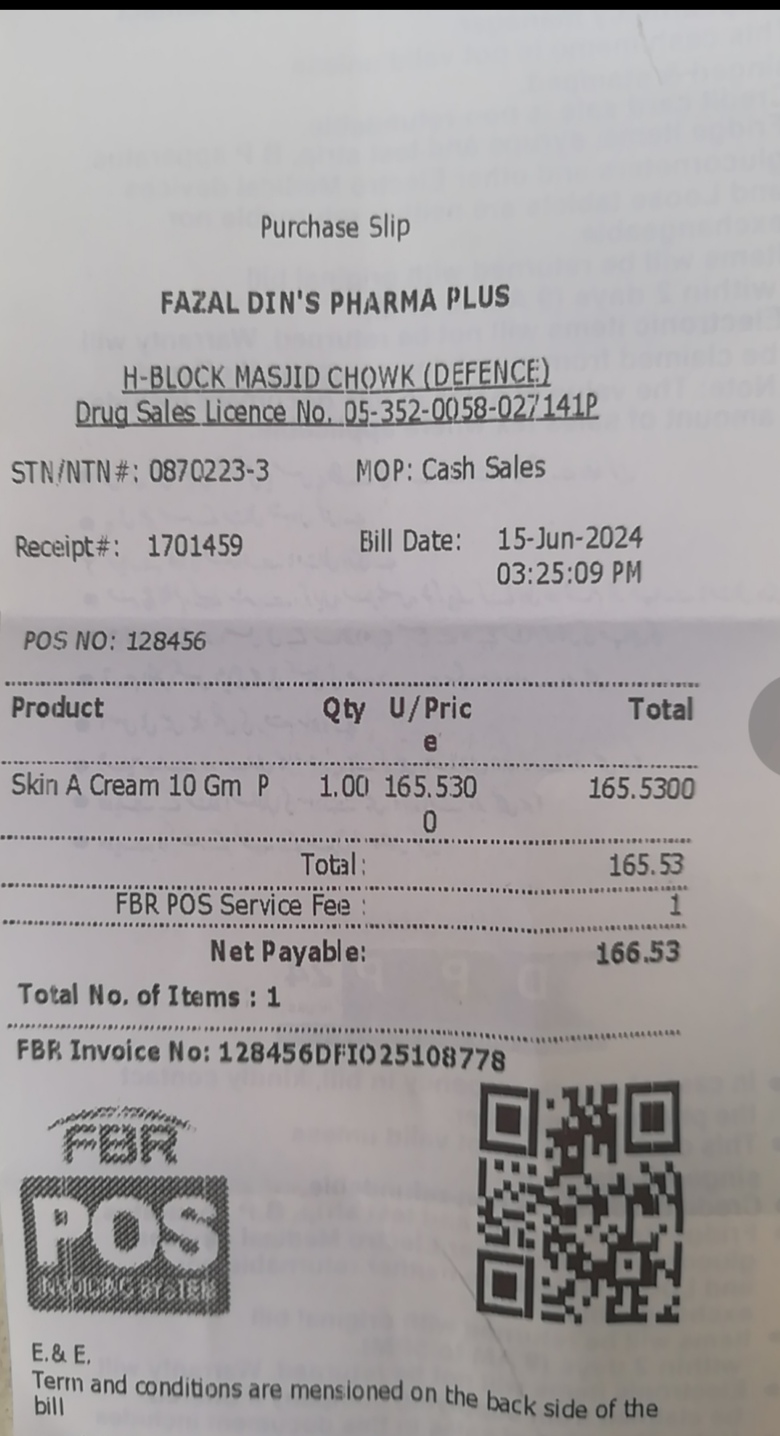 Purchase Slip
FAZAL DIN'S PHARMA PLUS
H-BLOCK MASJID CHOWK (DEFENCE)
Drug Sales Licence No. 05-352-0058-027141P
STN/NTN#: 0870223-3 MOP: Cash Sales
Receipt#: 1701459 Bill Date: 15-Jun-2024
03:25:09 PM
POS NO: 128456
Product Qty U/Pric Total
e
Skin A Cream 10 Gm P 1.00 165.530 165.5300
0
Total: 165.53
FBR POS Service Fee : 1
Net Payable: 166.53
Total No. of Items : 1
FBR Invoice No: 128456DFIO25108778
FBR
POS
INVOICING SYSTEM
E.& E.
Term and conditions are mensioned on the back side of the
bill